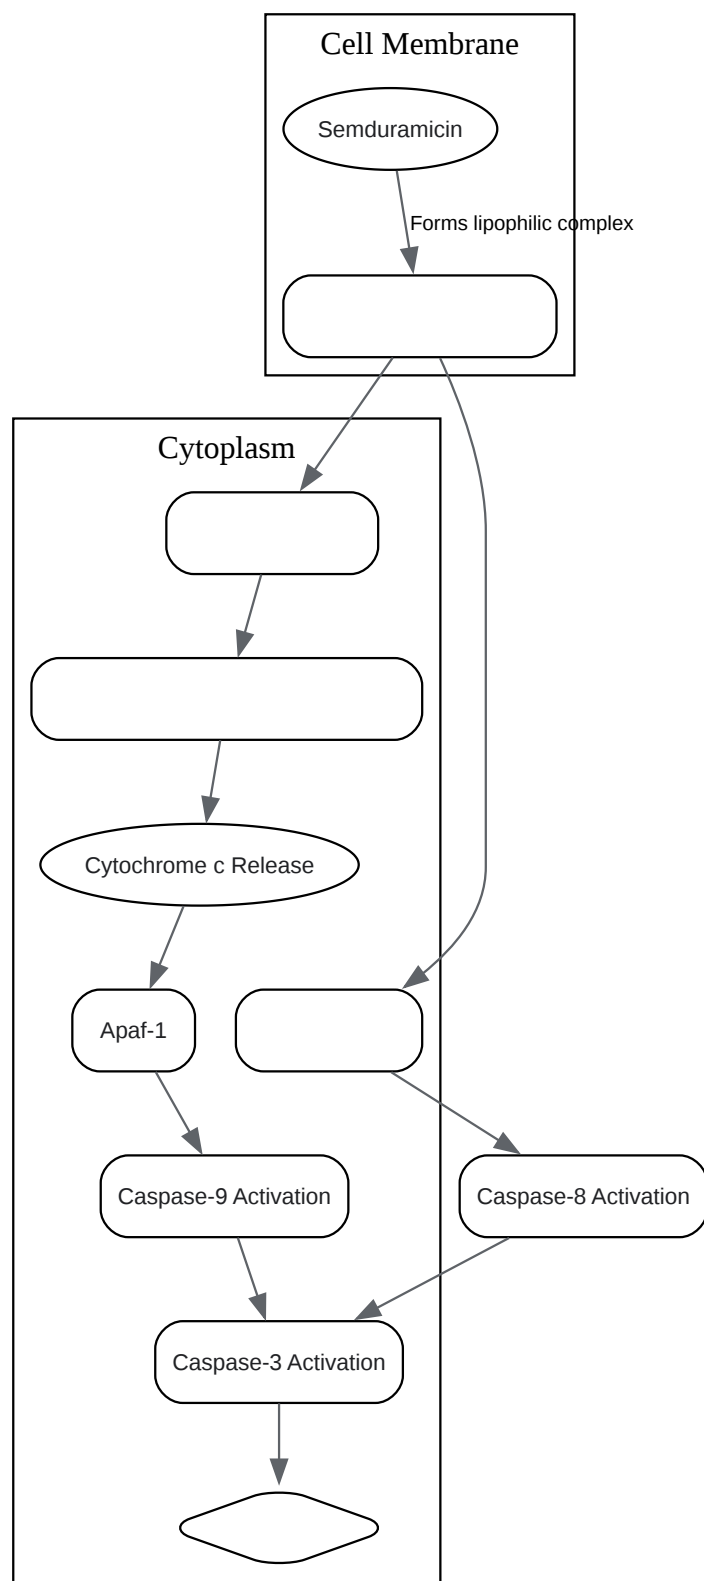 Cell Membrane
Semduramicin
Forms lipophilic complex
Cytoplasm
Cytochrome c Release
Apaf-1
Caspase-9 Activation
Caspase-8 Activation
Caspase-3 Activation